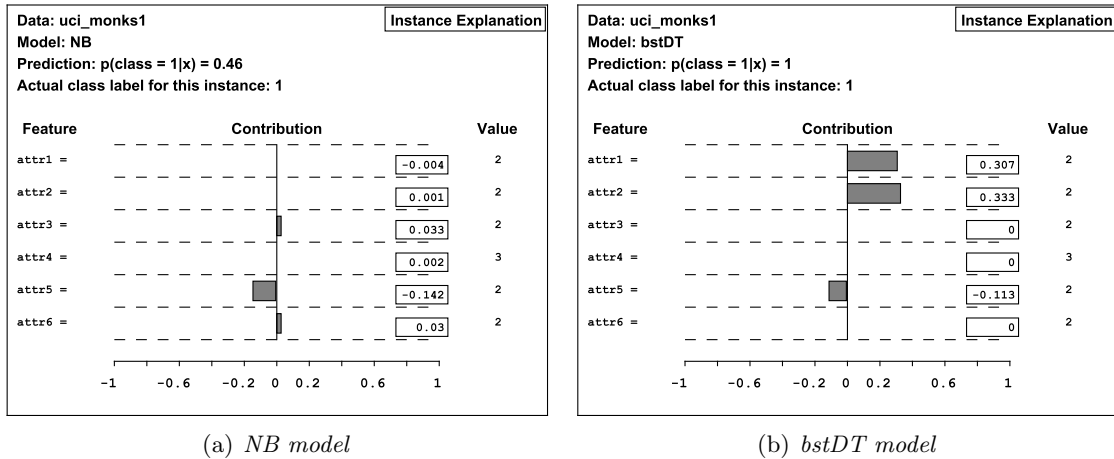 Data: uci_monks1 Instance Explanation
Model: NB
Prediction: p(class = 1|x) = 0.46
Actual class label for this instance: 1
Feature Contribution Value
attr1 = -0.004 2
attr2 = 0.001 2
attr3 = 0.033 2
attr4 = 0.002 3
attr5 = -0.142 2
attr6 = 0.03 2
-1 -0.6 -0.2 0 0.2 0.6 1
(a) NB model
Data: uci_monks1 Instance Explanation
Model: bstDT
Prediction: p(class = 1|x) = 1
Actual class label for this instance: 1
Feature Contribution Value
attr1 = 0.307 2
attr2 = 0.333 2
attr3 = 0 2
attr4 = 0 3
attr5 = -0.113 2
attr6 = 0 2
-1 -0.6 -0.2 0 0.2 0.6 1
(b) bstDT model